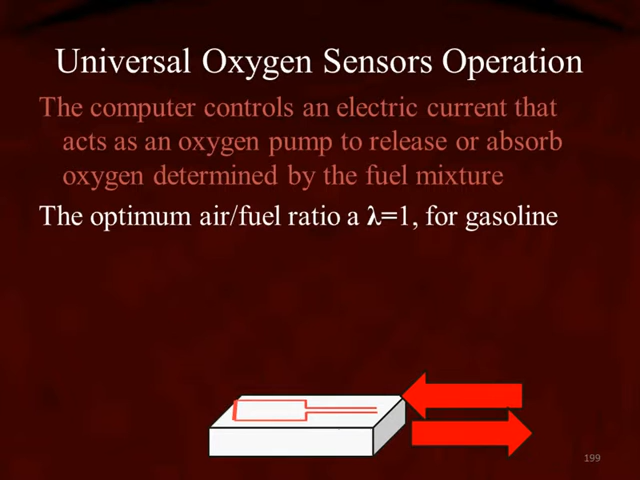 Universal Oxygen Sensors Operation
The computer controls an electric current that
acts as an oxygen pump to release or absorb
oxygen determined by the fuel mixture
The optimum air/fuel ratio a λ=1, for gasoline
199